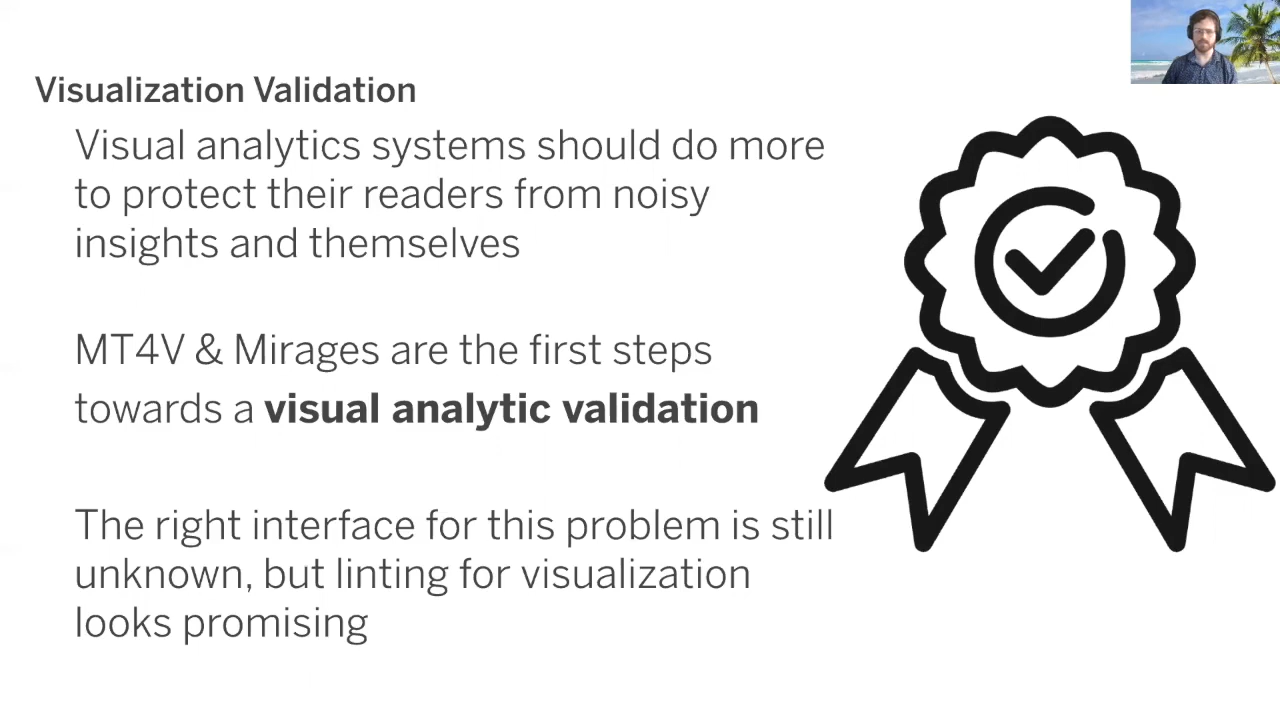 Visualization Validation
Visual analytics systems should do more
to protect their readers from noisy
insights and themselves
MT4V & Mirages are the first steps
towards a visual analytic validation
The right interface for this problem is still
unknown, but linting for visualization
looks promising